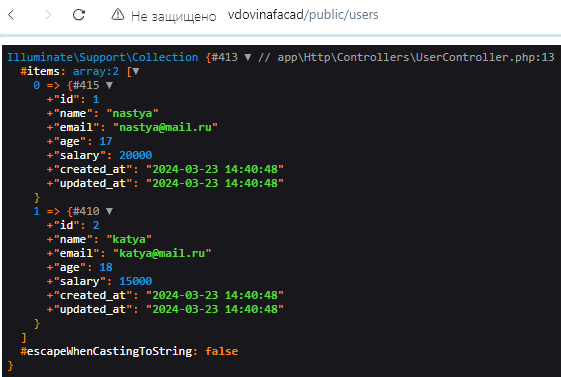 Не защищено vdovinafacad/public/users
Illuminate\Support\Collection {#413 ▼ // app\Http\Controllers\UserController.php:13
#items: array:2 [▼
0 => {#415 ▼
+"id": 1
+"name": "nastya"
+"email": "nastya@mail.ru"
+"age": 17
+"salary": 20000
+"created_at": "2024-03-23 14:40:48"
+"updated_at": "2024-03-23 14:40:48"
}
1 => {#410 ▼
+"id": 2
+"name": "katya"
+"email": "katya@mail.ru"
+"age": 18
+"salary": 15000
+"created_at": "2024-03-23 14:40:48"
+"updated_at": "2024-03-23 14:40:48"
}
]
#escapeWhenCastingToString: false
}